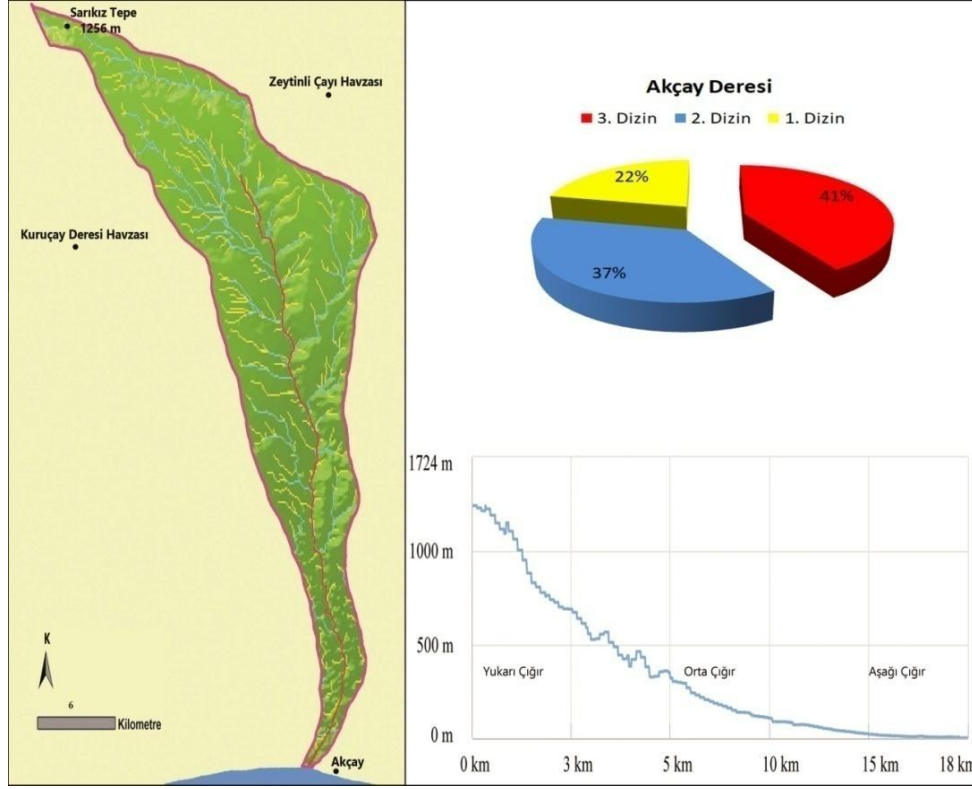 Sarıkız Tepe
1256 m
Zeytinli Çayı Havzası
Kuruçay Deresi Havzası
K
6
Kilometre
Akçay
Akçay Deresi
3. Dizin 2. Dizin 1. Dizin
22%
41%
37%
1724 m
1000 m
500 m
Yukarı Çığır Orta Çığır Aşağı Çığır
0 m
0 km 3 km 5 km 10 km 15 km 18 km